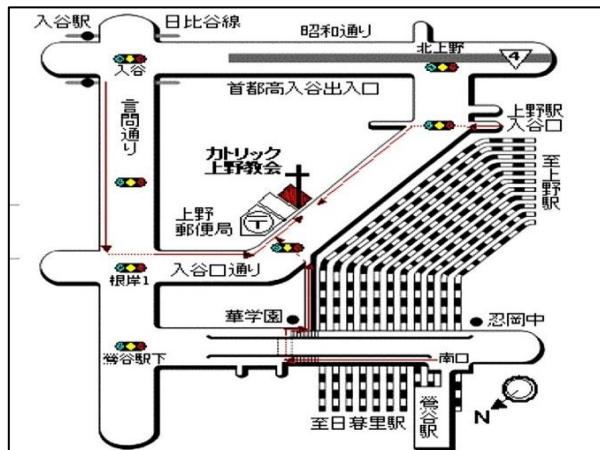 入谷駅
日比谷線
昭和通り
北上野
4
入谷
首都高入谷出入口
言問通り
上野駅
入谷口
カトリック
上野教会
至上野駅
上野
郵便局
入谷口通り
根岸1
華学園
忍岡中
鶯谷駅下
南口
鶯谷駅
至日暮里駅
N